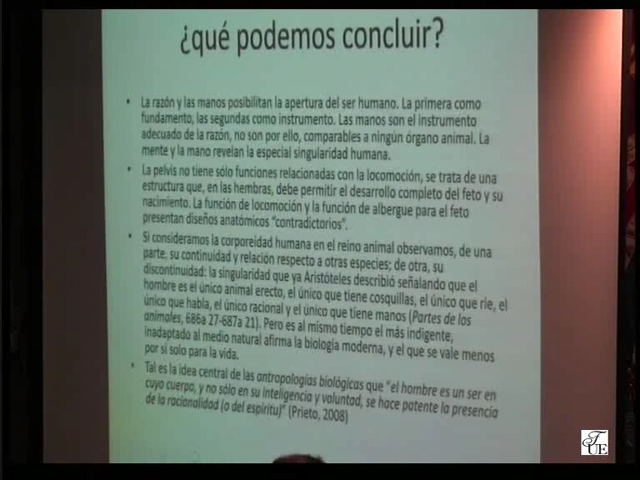 ¿qué podemos concluir?
• La razón y las manos posibilitan la apertura del ser humano. La primera como
fundamento, las segundas como instrumento. Las manos son el instrumento
adecuado de la razón, no son por ello, comparables a ningún órgano animal. La
mente y la mano revelan la especial singularidad humana.
• La pelvis no tiene sólo funciones relacionadas con la locomoción, se trata de una
estructura que, en las hembras, debe permitir el desarrollo completo del feto y su
nacimiento. La función de locomoción y la función de albergue para el feto
presentan diseños anatómicos "contradictorios".
• Si consideramos la corporeidad humana en el reino animal observamos, de una
parte, su continuidad y relación respecto a otras especies; de otra, su
discontinuidad: la singularidad que ya Aristóteles describió señalando que el
hombre es el único animal erecto, el único que tiene cosquillas, el único que ríe, el
único que habla, el único racional y el único que tiene manos (Partes de los
animales, 686a 27-687a 21). Pero es al mismo tiempo el más indigente,
inadaptado al medio natural afirma la biología moderna, y el que se vale menos
por si solo para la vida.
• Tal es la idea central de las antropologías biológicas que "el hombre es un ser en
cuyo cuerpo, y no sólo en su inteligencia y voluntad, se hace patente la presencia
de la racionalidad (o del espíritu)" (Prieto, 2008)
UE